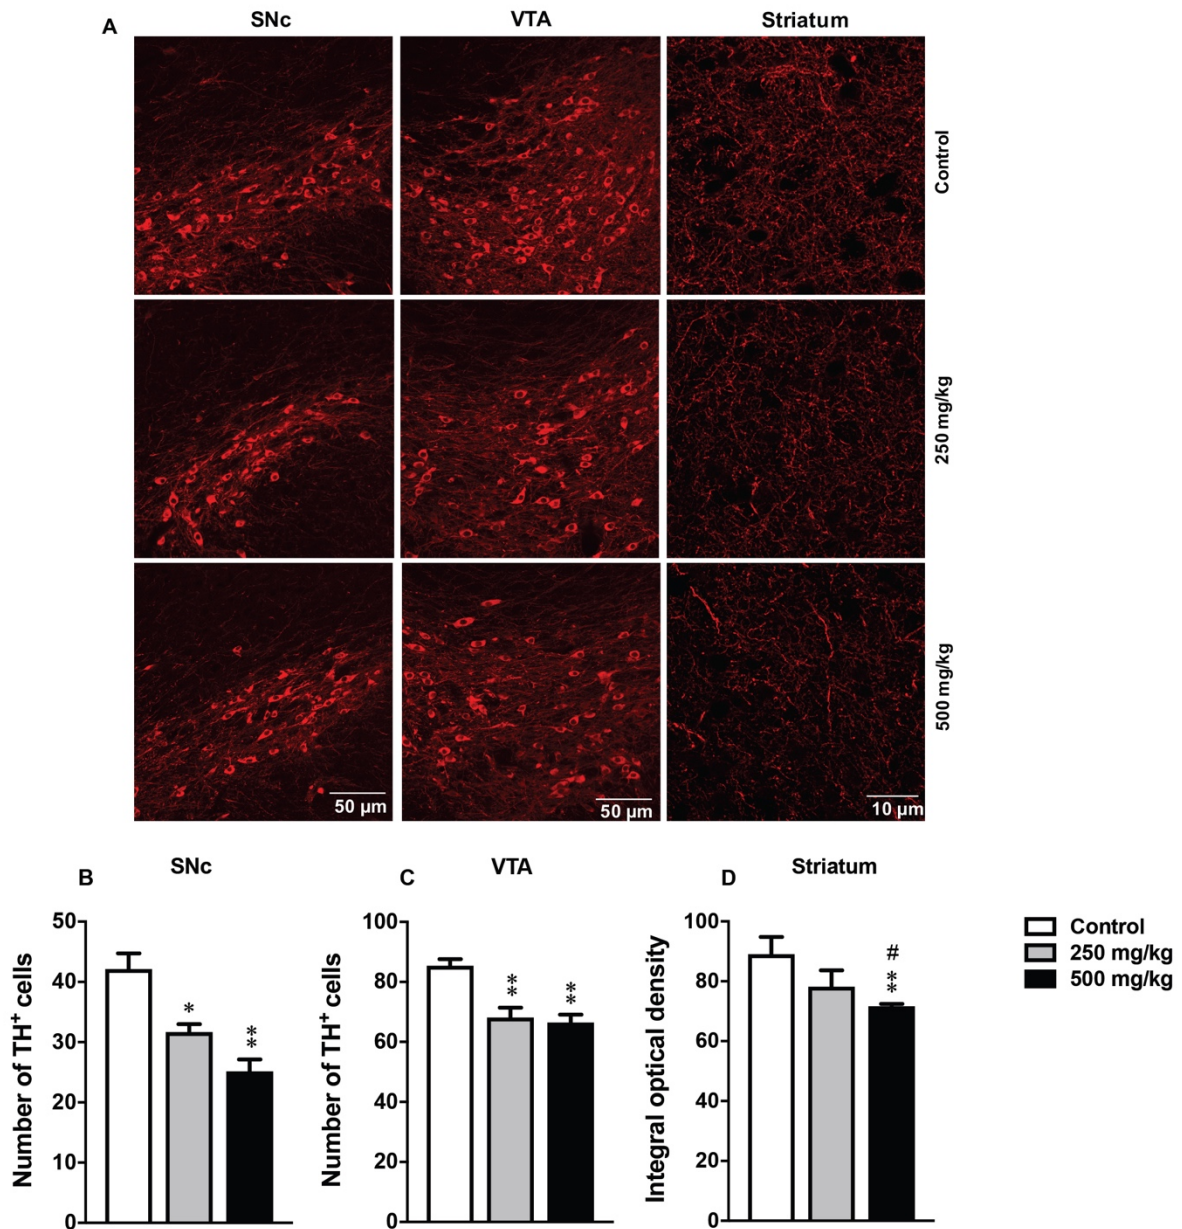 A
SNc
VTA
Striatum
Control
250 mg/kg
500 mg/kg
50 µm
50 µm
10 µm
B
SNc
Number of TH⁺ cells
50
40
30
20
10
0
*
**
C
VTA
Number of TH⁺ cells
100
80
60
40
20
0
**
**
D
Striatum
Integral optical density
100
80
60
40
20
0
#
**
Control
250 mg/kg
500 mg/kg